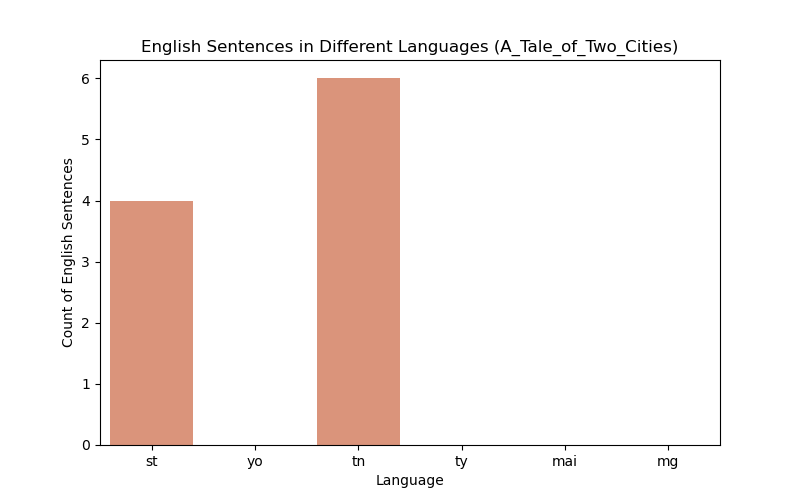 English Sentences in Different Languages (A_Tale_of_Two_Cities)
Count of English Sentences
6
5
4
3
2
1
0
st yo tn ty mai mg
Language